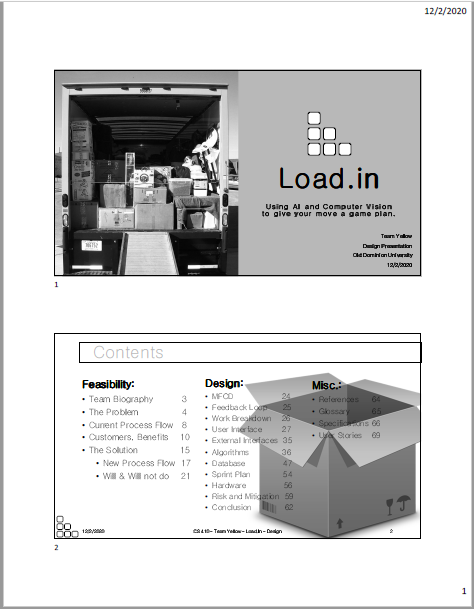 12/2/2020
Load.in
Using AI and Computer Vision
to give your move a game plan.
Team Yellow
Design Presentation
Old Dominion University
12/2/2020
1
Contents
Feasibility:
• Team Biography 3
• The Problem 4
• Current Process Flow 8
• Customers, Benefits 10
• The Solution 15
• New Process Flow 17
• Will & Will not do 21
Design:
• MFCD 24
• Feedback Loop 25
• Work Breakdown 26
• User Interface 27
• External Interfaces 35
• Algorithms 36
• Database 47
• Sprint Plan 54
• Hardware 56
• Risk and Mitigation 59
• Conclusion 62
Misc.:
• References 64
• Glossary 65
• Specifications 66
• User Stories 69
12/2/2020
CS 410 – Team Yellow – Load.In – Design
2
2
1